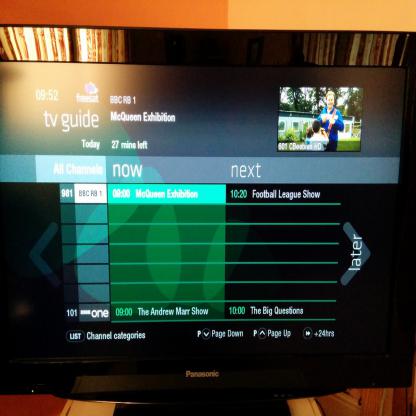 09:52
freesat
BBC RB 1
tv guide
McQueen Exhibition
Today
27 mins left
601 CBeebies HD
All Channels
now
next
981
BBC RB 1
09:00 McQueen Exhibition
10:20 Football League Show
later
101
one
09:00 The Andrew Marr Show
10:00 The Big Questions
LIST Channel categories
P Page Down
P Page Up
+24hrs
Panasonic